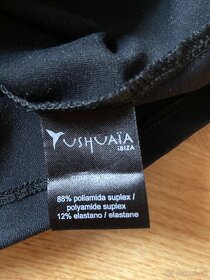 USHUAÏA
IBIZA
88% poliamida suplex /
polyamide suplex
12% elastano / elastane